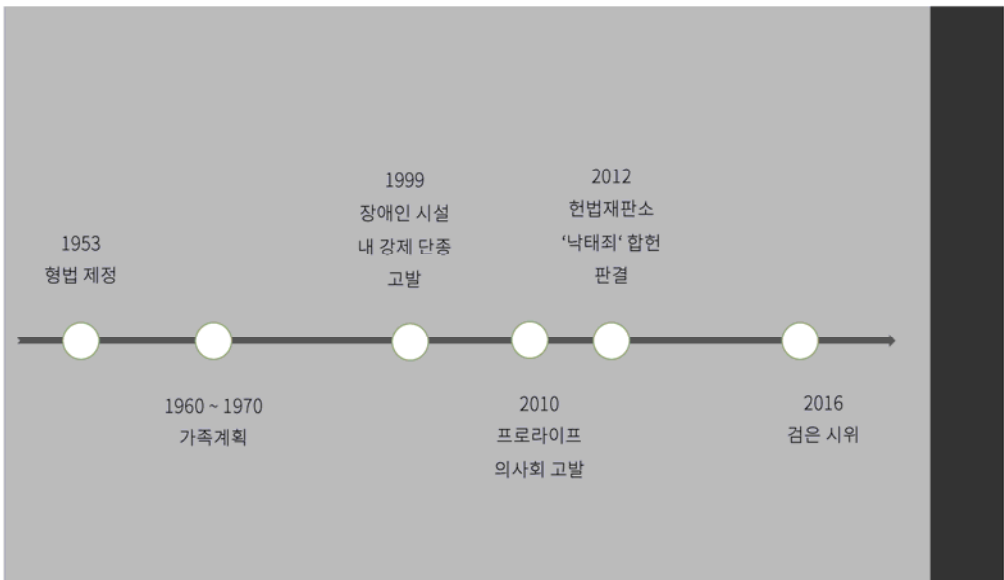 1953
형법 제정
1960 ~ 1970
가족계획
1999
장애인 시설
내 강제 단종
고발
2010
프로라이프
의사회 고발
2012
헌법재판소
‘낙태죄‘ 합헌
판결
2016
검은 시위